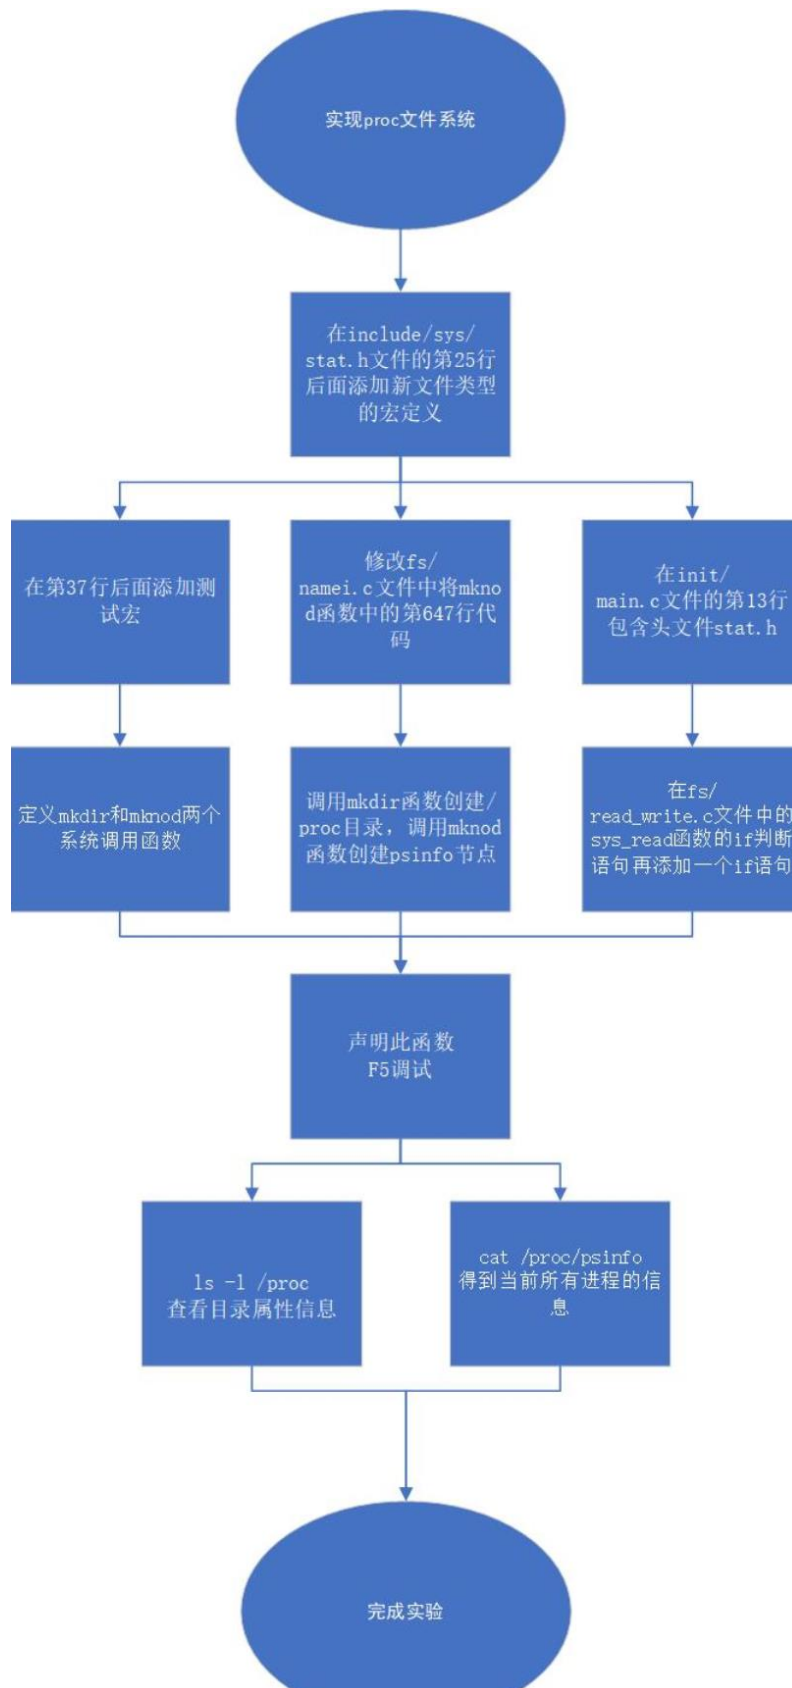 实现proc文件系统
在include/sys/
stat.h文件的第25行
后面添加新文件类型
的宏定义
在第37行后面添加测
试宏
修改fs/
namei.c文件中将mkno
d函数中的第647行代
码
在init/
main.c文件的第13行
包含头文件stat.h
定义mkdir和mknod两个
系统调用函数
调用mkdir函数创建/
proc目录，调用mknod
函数创建psinfo节点
在fs/
read_write.c文件中的
sys_read函数的if判断
语句再添加一个if语句
声明此函数
F5调试
ls -l /proc
查看目录属性信息
cat /proc/psinfo
得到当前所有进程的信
息
完成实验